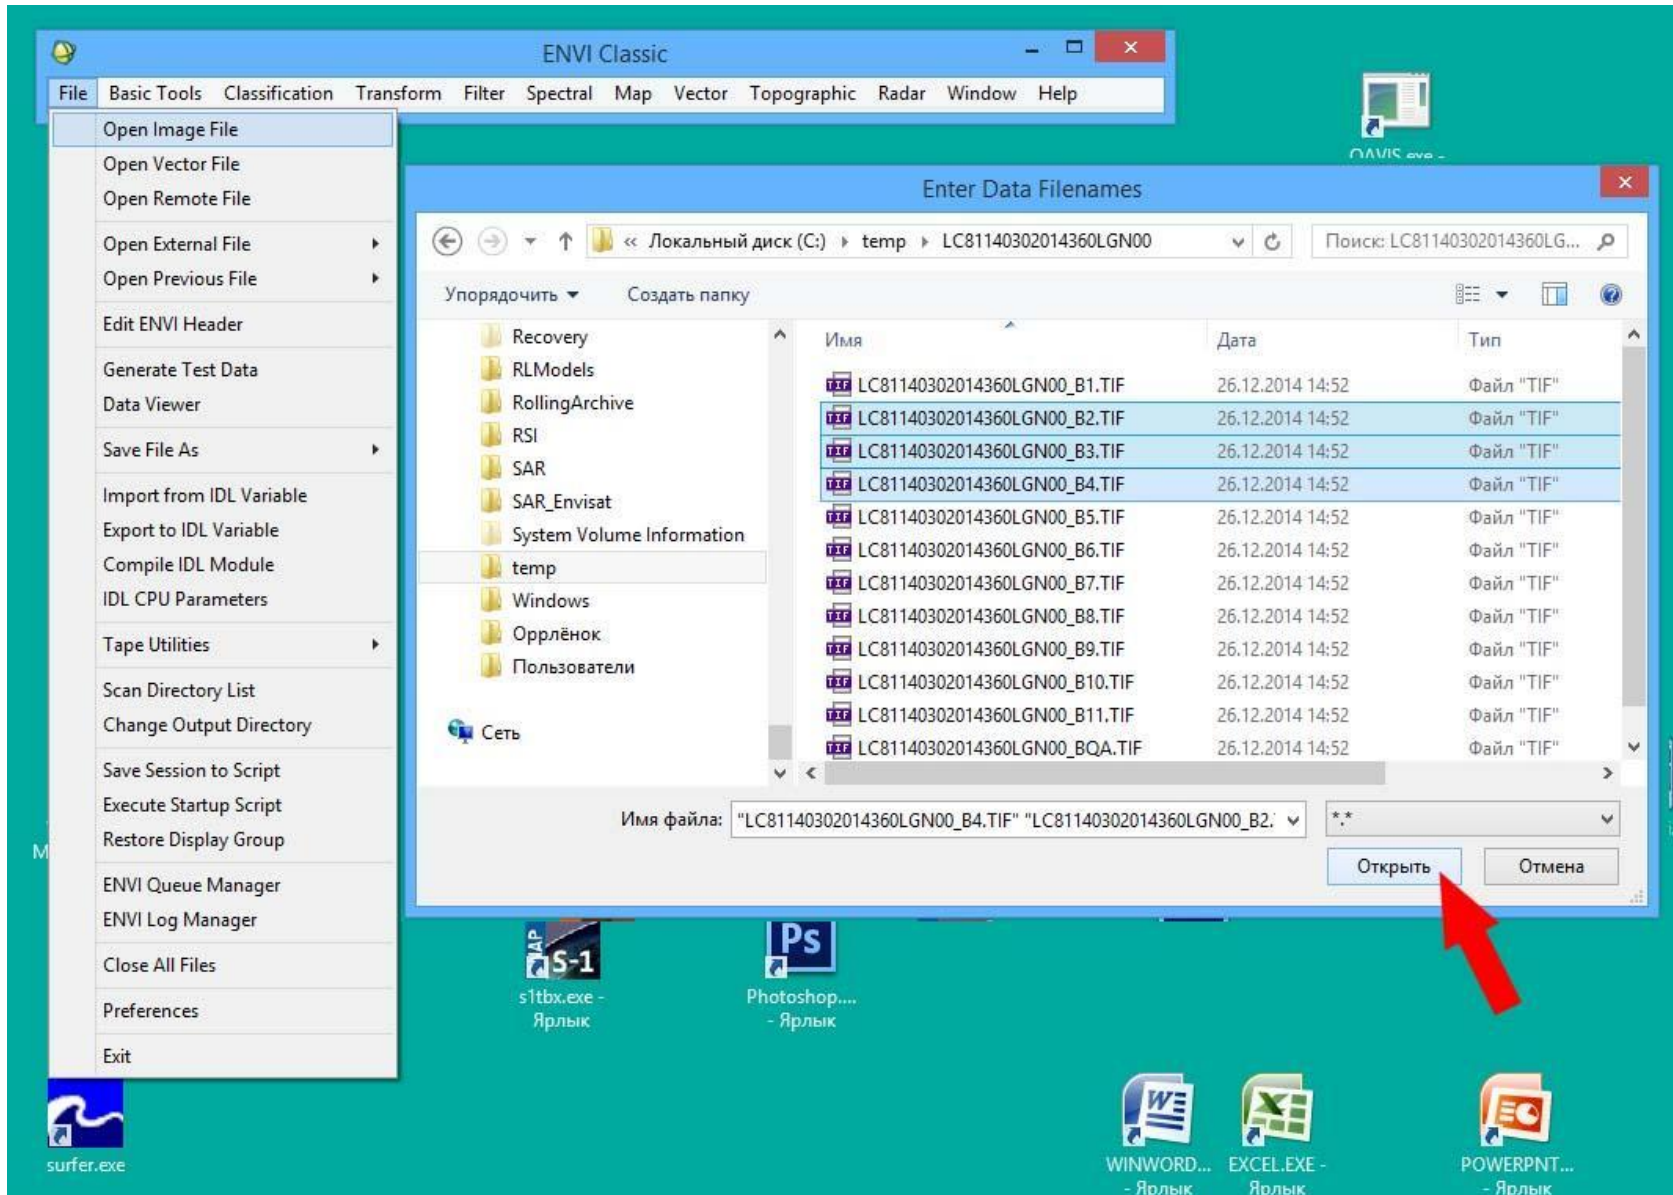 ENVI Classic
File Basic Tools Classification Transform Filter Spectral Map Vector Topographic Radar Window Help
Open Image File
Open Vector File
Open Remote File
Open External File
Open Previous File
Edit ENVI Header
Generate Test Data
Data Viewer
Save File As
Import from IDL Variable
Export to IDL Variable
Compile IDL Module
IDL CPU Parameters
Tape Utilities
Scan Directory List
Change Output Directory
Save Session to Script
Execute Startup Script
Restore Display Group
ENVI Queue Manager
ENVI Log Manager
Close All Files
Preferences
Exit
Enter Data Filenames
« Локальный диск (C:) temp LC81140302014360LGN00
Поиск: LC81140302014360LG...
Упорядочить Создать папку
Recovery
RLModels
RollingArchive
RSI
SAR
SAR_Envisat
System Volume Information
temp
Windows
Оррлёнок
Пользователи
Сеть
Имя Дата Тип
LC81140302014360LGN00_B1.TIF 26.12.2014 14:52 Файл "TIF"
LC81140302014360LGN00_B2.TIF 26.12.2014 14:52 Файл "TIF"
LC81140302014360LGN00_B3.TIF 26.12.2014 14:52 Файл "TIF"
LC81140302014360LGN00_B4.TIF 26.12.2014 14:52 Файл "TIF"
LC81140302014360LGN00_B5.TIF 26.12.2014 14:52 Файл "TIF"
LC81140302014360LGN00_B6.TIF 26.12.2014 14:52 Файл "TIF"
LC81140302014360LGN00_B7.TIF 26.12.2014 14:52 Файл "TIF"
LC81140302014360LGN00_B8.TIF 26.12.2014 14:52 Файл "TIF"
LC81140302014360LGN00_B9.TIF 26.12.2014 14:52 Файл "TIF"
LC81140302014360LGN00_B10.TIF 26.12.2014 14:52 Файл "TIF"
LC81140302014360LGN00_B11.TIF 26.12.2014 14:52 Файл "TIF"
LC81140302014360LGN00_BQA.TIF 26.12.2014 14:52 Файл "TIF"
Имя файла: "LC81140302014360LGN00_B4.TIF" "LC81140302014360LGN00_B2. *.*
Открыть Отмена
S-1
s1tbx.exe -
Ярлык
Ps
Photoshop....
- Ярлык
surfer.exe
WINWORD...
- Ярлык
EXCEL.EXE -
Ярлык
POWERPNT...
- Ярлык